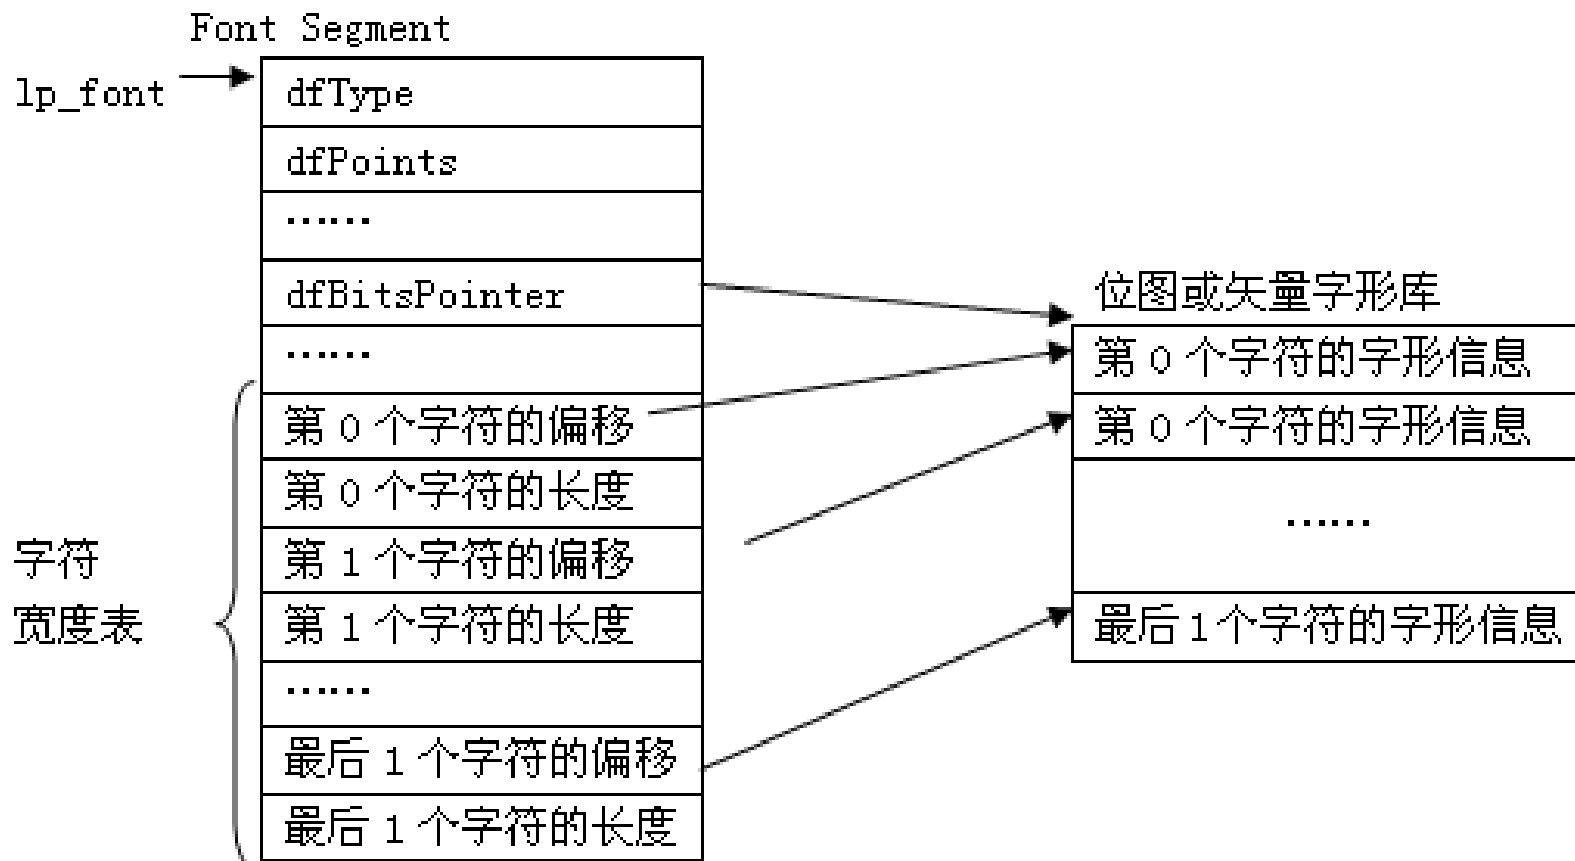 Font Segment
lp_font
dfType
dfPoints
……
dfBitsPointer
……
第 0 个字符的偏移
第 0 个字符的长度
第 1 个字符的偏移
第 1 个字符的长度
……
最后 1 个字符的偏移
最后 1 个字符的长度
字符
宽度表
位图或矢量字形库
第 0 个字符的字形信息
第 0 个字符的字形信息
……
最后 1个字符的字形信息